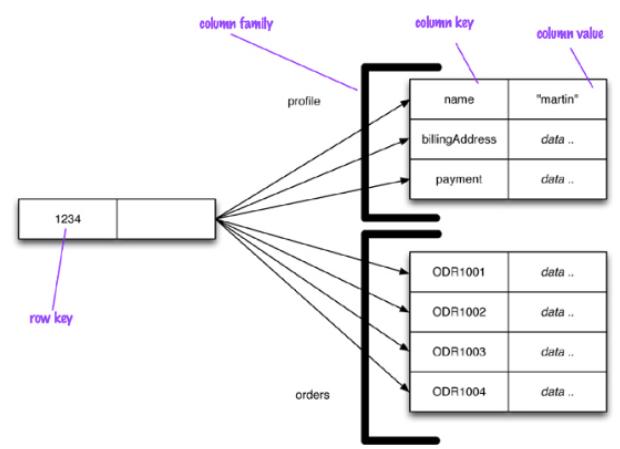 column family
column key
column value
profile
name
"martin"
billingAddress
data ..
payment
data ..
1234
row key
ODR1001
data ..
ODR1002
data ..
ODR1003
data ..
ODR1004
data ..
orders